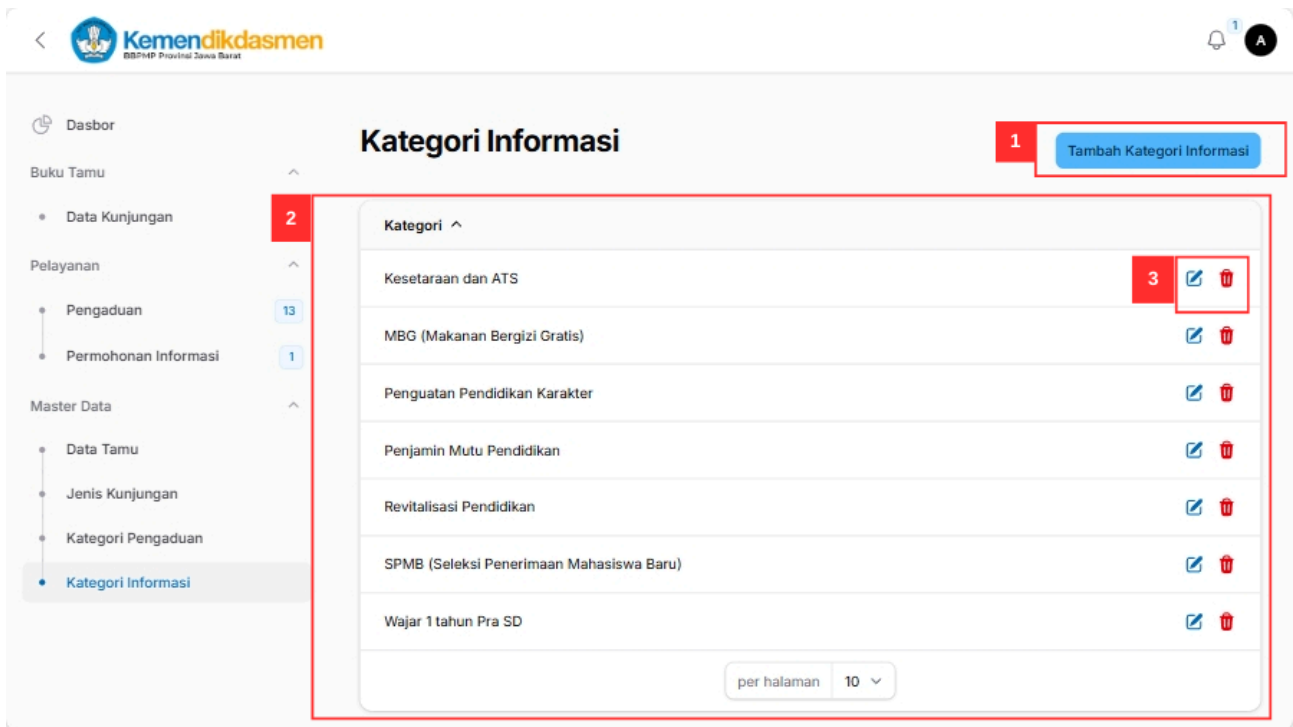 Kemendikdasmen
BBPMP Provinsi Jawa Barat
1
A
Dasbor
Buku Tamu
Data Kunjungan
Pelayanan
Pengaduan 13
Permohonan Informasi 1
Master Data
Data Tamu
Jenis Kunjungan
Kategori Pengaduan
Kategori Informasi
Kategori Informasi
1
Tambah Kategori Informasi
2
Kategori
Kesetaraan dan ATS
3
MBG (Makanan Bergizi Gratis)
Penguatan Pendidikan Karakter
Penjamin Mutu Pendidikan
Revitalisasi Pendidikan
SPMB (Seleksi Penerimaan Mahasiswa Baru)
Wajar 1 tahun Pra SD
per halaman 10